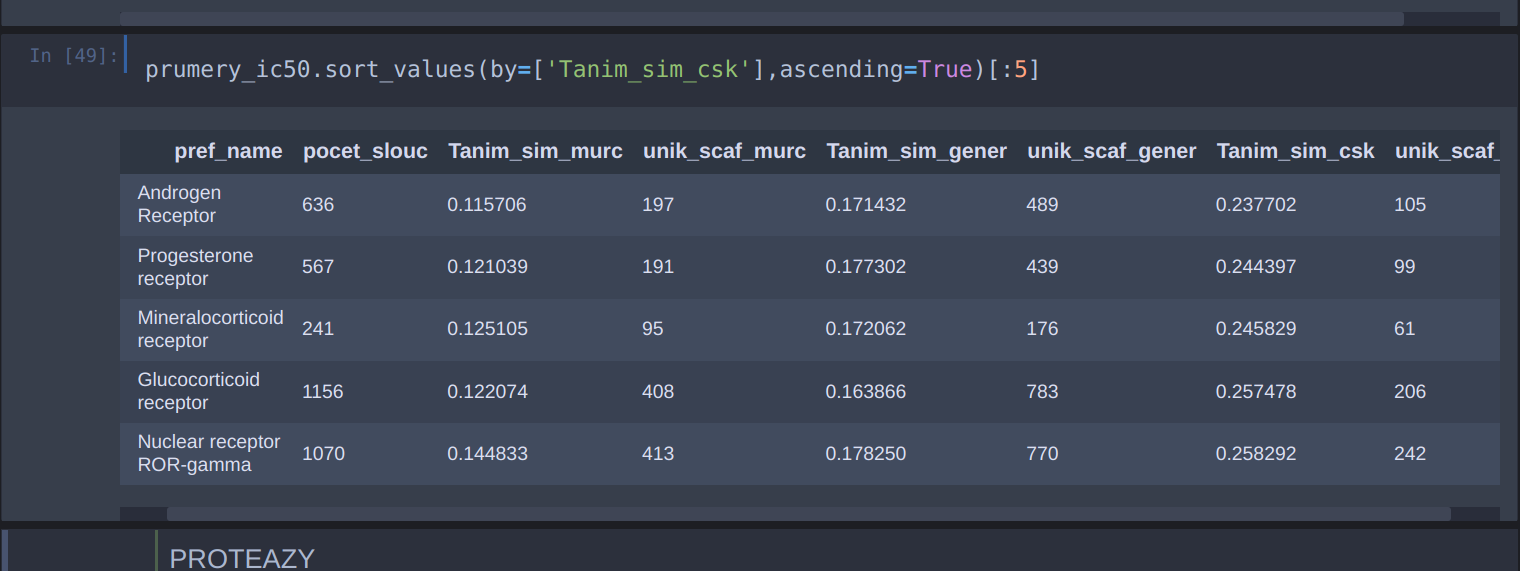 In [49]:
prumery_ic50.sort_values(by=['Tanim_sim_csk'],ascending=True)[:5]
pref_name pocet_slouc Tanim_sim_murc unik_scaf_murc Tanim_sim_gener unik_scaf_gener Tanim_sim_csk unik_scaf_
Androgen
Receptor 636 0.115706 197 0.171432 489 0.237702 105
Progesterone
receptor 567 0.121039 191 0.177302 439 0.244397 99
Mineralocorticoid
receptor 241 0.125105 95 0.172062 176 0.245829 61
Glucocorticoid
receptor 1156 0.122074 408 0.163866 783 0.257478 206
Nuclear receptor
ROR-gamma 1070 0.144833 413 0.178250 770 0.258292 242
PROTEAZY